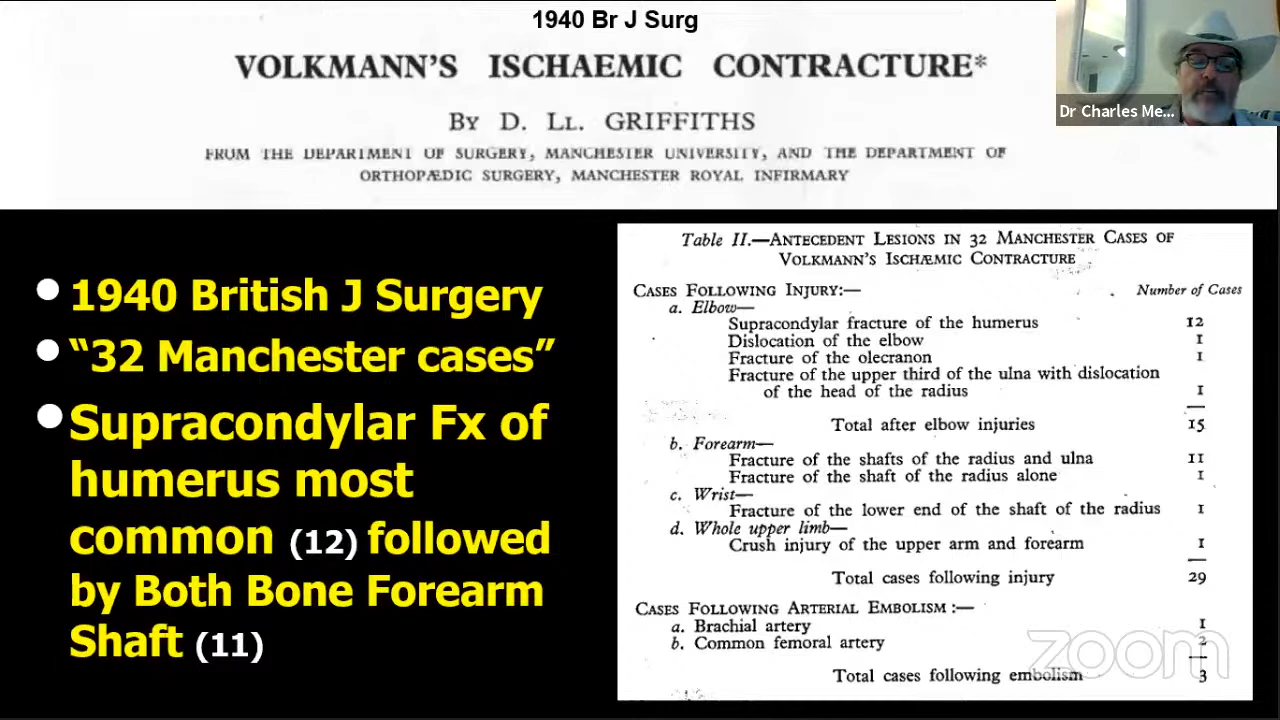 1940 Br J Surg
VOLKMANN'S ISCHAEMIC CONTRACTURE*
BY D. LL. GRIFFITHS
FROM THE DEPARTMENT OF SURGERY, MANCHESTER UNIVERSITY, AND THE DEPARTMENT OF
ORTHOPÆDIC SURGERY, MANCHESTER ROYAL INFIRMARY
Dr Charles Me...
• 1940 British J Surgery
• “32 Manchester cases”
• Supracondylar Fx of
humerus most
common (12) followed
by Both Bone Forearm
Shaft (11)
Table II.—ANTECEDENT LESIONS IN 32 MANCHESTER CASES OF
VOLKMANN'S ISCHÆMIC CONTRACTURE
CASES FOLLOWING INJURY:— Number of Cases
a. Elbow—
Supracondylar fracture of the humerus 12
Dislocation of the elbow 1
Fracture of the olecranon 1
Fracture of the upper third of the ulna with dislocation
of the head of the radius 1
Total after elbow injuries 15
b. Forearm—
Fracture of the shafts of the radius and ulna 11
Fracture of the shaft of the radius alone 1
c. Wrist—
Fracture of the lower end of the shaft of the radius 1
d. Whole upper limb—
Crush injury of the upper arm and forearm 1
Total cases following injury 29
CASES FOLLOWING ARTERIAL EMBOLISM :—
a. Brachial artery 1
b. Common femoral artery 2
Total cases following embolism 3
zoom